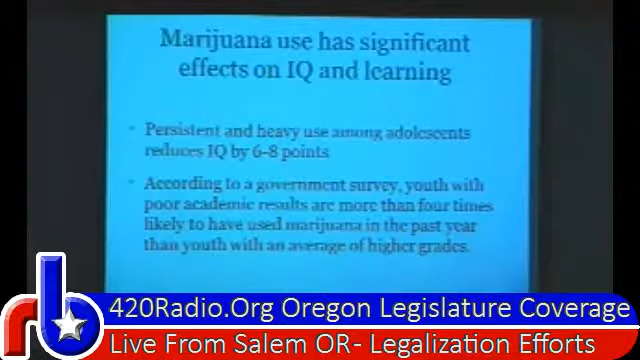 Marijuana use has significant
effects on IQ and learning
• Persistent and heavy use among adolescents
reduces IQ by 6-8 points
• According to a government survey, youth with
poor academic results are more than four times
likely to have used marijuana in the past year
than youth with an average of higher grades.
420Radio.Org Oregon Legislature Coverage
Live From Salem OR- Legalization Efforts